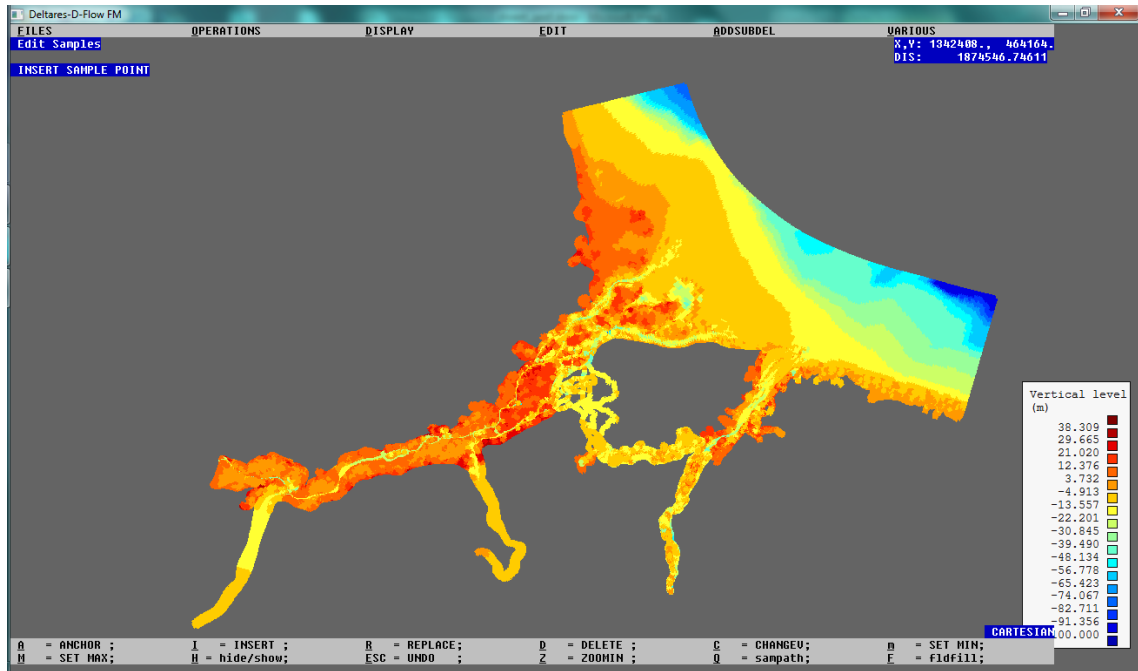 Deltares-D-Flow FM
FILES OPERATIONS DISPLAY EDIT ADDSUBDEL VARIOUS
Edit Samples X,Y: 1342408., 464164.
DIS: 1874546.74611
INSERT SAMPLE POINT
Vertical level
(m)
38.309
29.665
21.020
12.376
3.732
-4.913
-13.557
-22.201
-30.845
-39.490
-48.134
-56.778
-65.423
-74.067
-82.711
-91.356
CARTESIAN 100.000
A = ANCHOR ; I = INSERT ; R = REPLACE; D = DELETE ; C = CHANGEV; m = SET MIN;
M = SET MAX; H = hide/show; ESC = UNDO ; Z = ZOOMIN ; Q = sampath; F = fldfill;